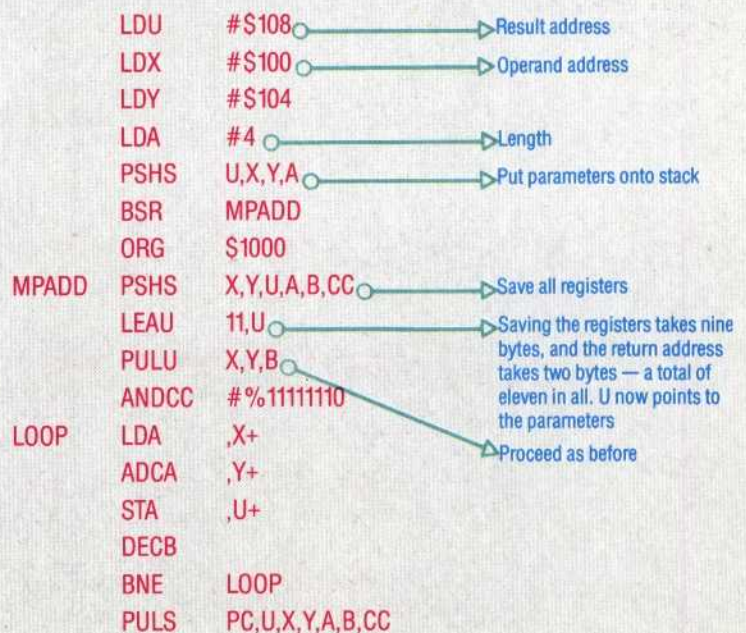 LDU #$108 Result address
LDX #$100 Operand address
LDY #$104
LDA #4 Length
PSHS U,X,Y,A Put parameters onto stack
BSR MPADD
ORG $1000
MPADD PSHS X,Y,U,A,B,CC Save all registers
LEAU 11,U Saving the registers takes nine
bytes, and the return address
takes two bytes — a total of
eleven in all. U now points to
the parameters
PULU X,Y,B
ANDCC #%11111110
LOOP LDA ,X+
Proceed as before
ADCA ,Y+
STA ,U+
DECB
BNE LOOP
PULS PC,U,X,Y,A,B,CC